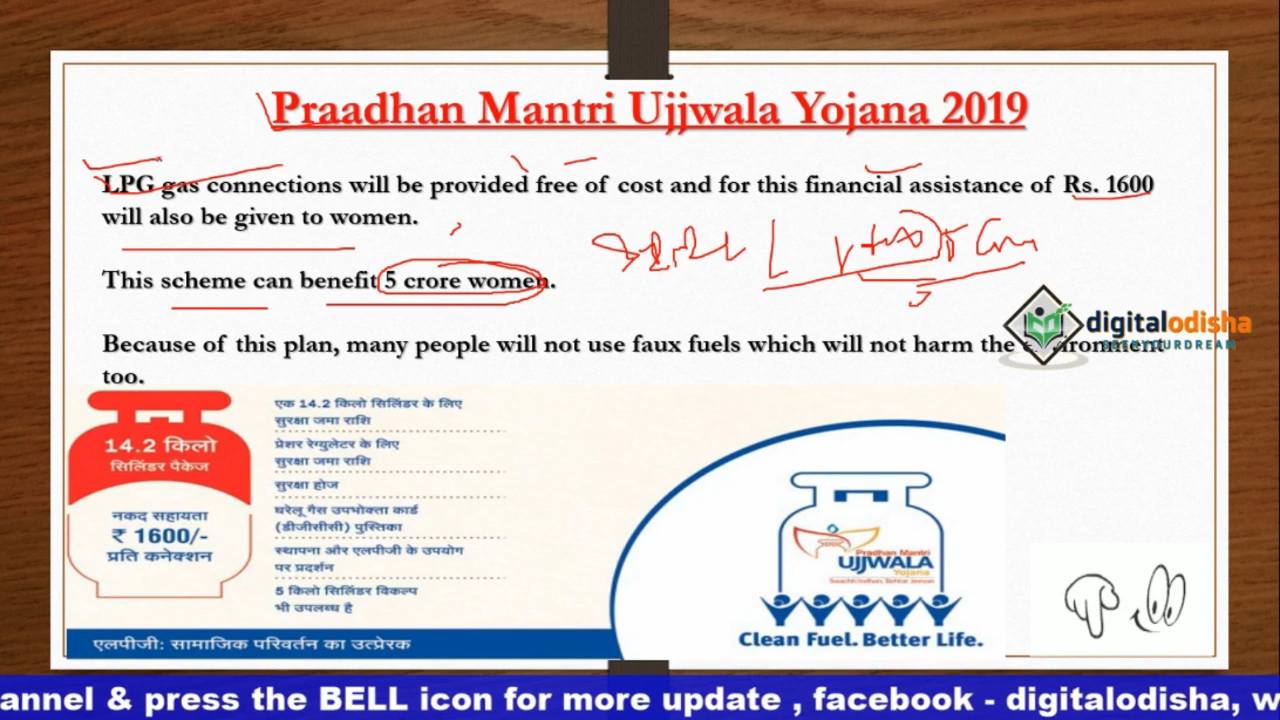 Praadhan Mantri Ujjwala Yojana 2019
LPG gas connections will be provided free of cost and for this financial assistance of Rs. 1600
will also be given to women.
This scheme can benefit 5 crore women.
digitalodisha
Because of this plan, many people will not use faux fuels which will not harm the environment
too.
14.2 किलो
सिलिंडर पैकेज
नकद सहायता
₹ 1600/-
प्रति कनेक्शन
एक 14.2 किलो सिलिंडर के लिए
सुरक्षा जमा राशि
प्रेशर रेग्युलेटर के लिए
सुरक्षा जमा राशि
सुरक्षा होज
घरेलू गैस उपभोक्ता कार्ड
(डीजीसीसी) पुस्तिका
स्थापना और एलपीजी के उपयोग
पर प्रदर्शन
5 किलो सिलिंडर विकल्प
भी उपलब्ध है
Pradhan Mantri
UJJWALA
Yojana
Clean Fuel. Better Life.
एलपीजी: सामाजिक परिवर्तन का उत्प्रेरक
annel & press the BELL icon for more update , facebook - digitalodisha, w